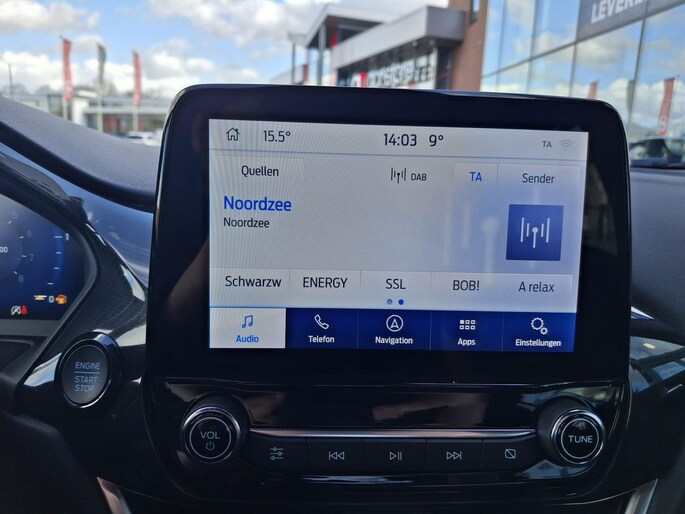 LEVERE
15.5°
14:03 9°
TA
Quellen
DAB
TA
Sender
Noordzee
Noordzee
Schwarzw
ENERGY
SSL
BOB!
A relax
Audio
Telefon
Navigation
Apps
Einstellungen
ENGINE
START
STOP
VOL
TUNE